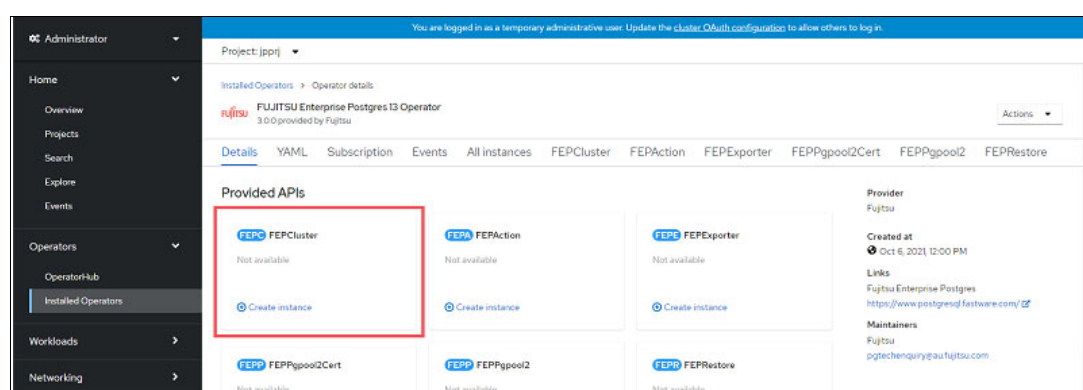 You are logged in as a temporary administrative user. Update the cluster OAuth configuration to allow others to log in.
Administrator
Project: jpprj
Home
Overview
Projects
Search
Explore
Events
Operators
OperatorHub
Installed Operators
Workloads
Networking
Installed Operators > Operator details
FUJITSU
FUJITSU Enterprise Postgres 13 Operator
3.0.0 provided by Fujitsu
Actions
Details YAML Subscription Events All instances FEPCluster FEPAction FEPExporter FEPPgpool2Cert FEPPgpool2 FEPRestore
Provided APIs
FEPC FEPCluster
Not available
Create instance
FEPA FEPAction
Not available
Create instance
FEPE FEPExporter
Not available
Create instance
FEPP FEPPgpool2Cert
Not available
FEPP FEPPgpool2
Not available
FEPR FEPRestore
Not available
Provider
Fujitsu
Created at
Oct 6, 2021, 12:00 PM
Links
Fujitsu Enterprise Postgres
https://www.postgresql.fastware.com/
Maintainers
Fujitsu
pgtechenquiry@au.fujitsu.com